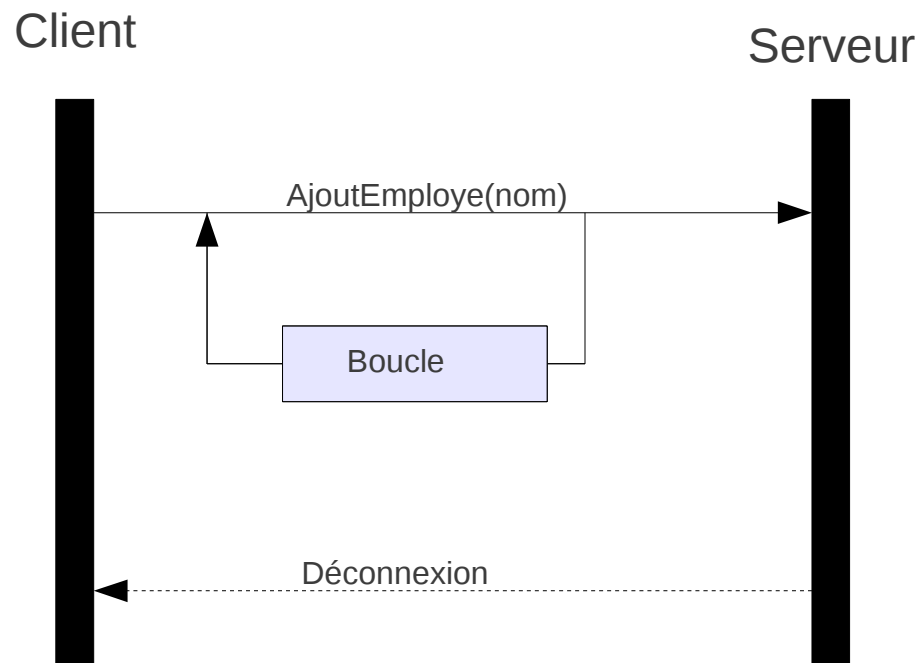 Client
Serveur
AjoutEmploye(nom)
Boucle
Déconnexion